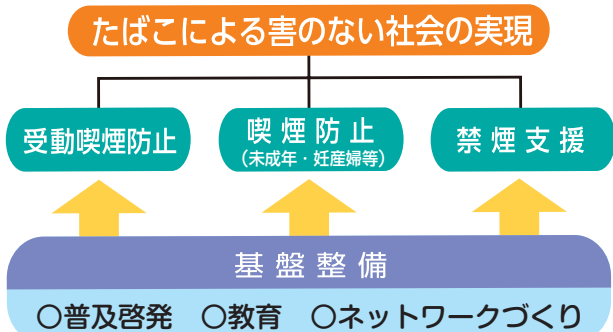 たばこによる害のない社会の実現
受動喫煙防止
喫煙防止
(未成年・妊産婦等)
禁煙支援
基盤整備
○普及啓発 ○教育 ○ネットワークづくり